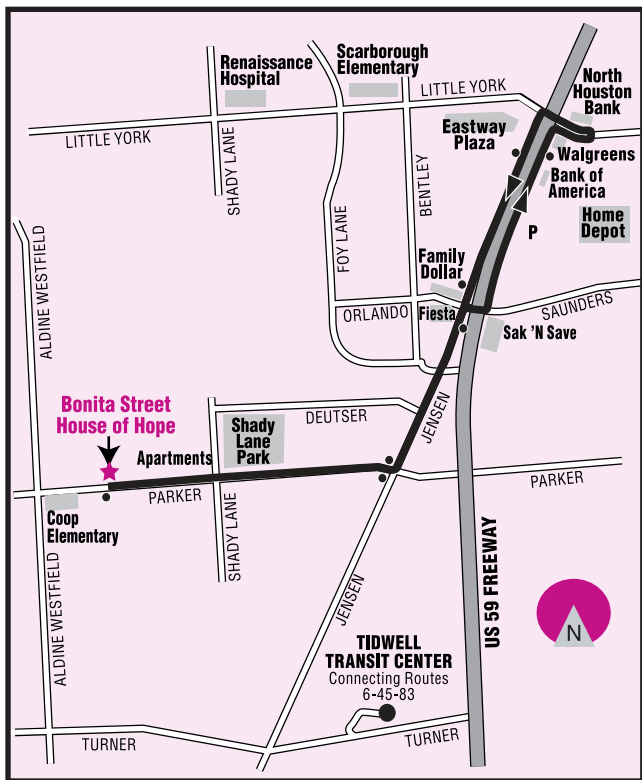 Renaissance
Hospital
Scarborough
Elementary
LITTLE YORK
North
Houston
Bank
LITTLE YORK
Eastway
Plaza
Walgreens
Bank of
America
SHADY LANE
FOY LANE
BENTLEY
Home
Depot
P
ALDINE WESTFIELD
Family
Dollar
ORLANDO
Fiesta
SAUNDERS
Sak 'N Save
Bonita Street
House of Hope
DEUTSER
JENSEN
Apartments
Shady
Lane
Park
PARKER
PARKER
Coop
Elementary
SHADY LANE
ALDINE WESTFIELD
JENSEN
US 59 FREEWAY
N
TIDWELL
TRANSIT CENTER
Connecting Routes
6-45-83
TURNER
TURNER